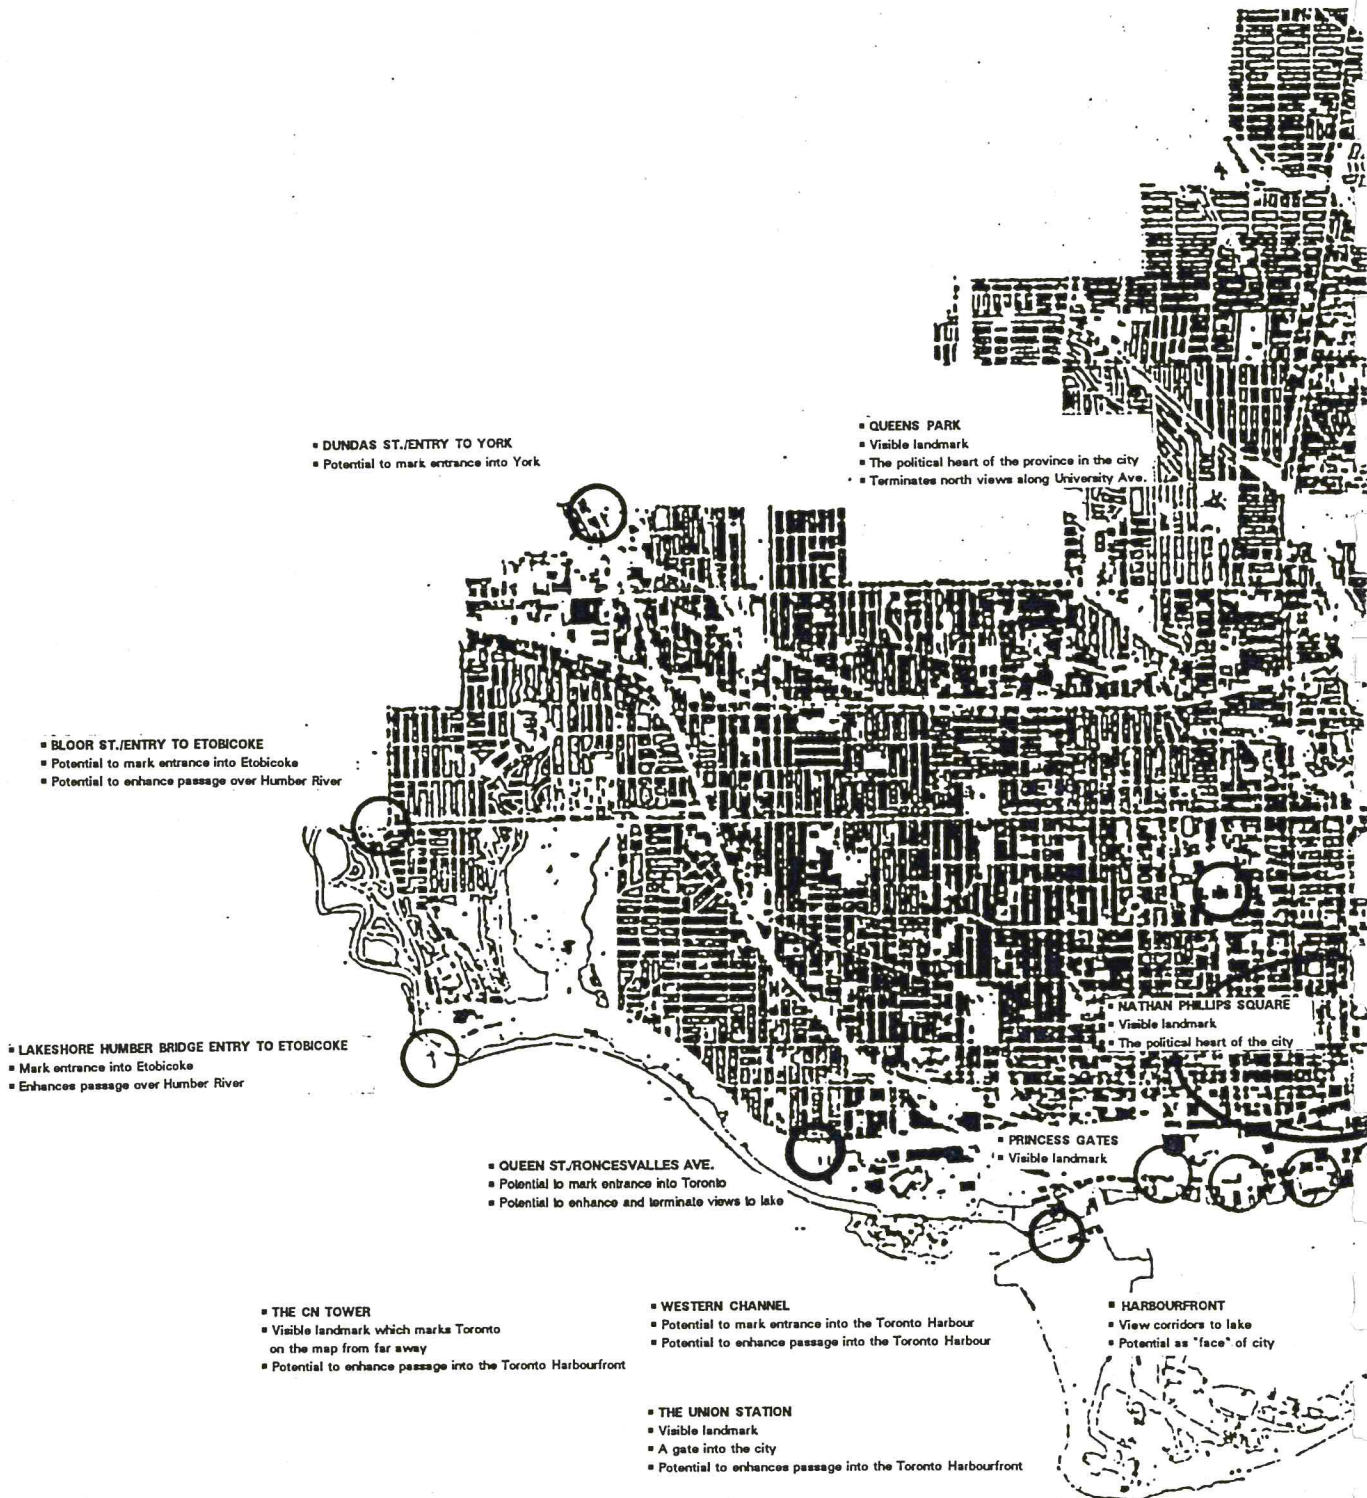 ▪ DUNDAS ST./ENTRY TO YORK
▪ Potential to mark entrance into York
▪ QUEENS PARK
▪ Visible landmark
▪ The political heart of the province in the city
▪ Terminates north views along University Ave.
▪ BLOOR ST./ENTRY TO ETOBICOKE
▪ Potential to mark entrance into Etobicoke
▪ Potential to enhance passage over Humber River
▪ NATHAN PHILLIPS SQUARE
▪ Visible landmark
▪ The political heart of the city
▪ LAKESHORE HUMBER BRIDGE ENTRY TO ETOBICOKE
▪ Mark entrance into Etobicoke
▪ Enhances passage over Humber River
▪ PRINCESS GATES
▪ Visible landmark
▪ QUEEN ST./RONCESVALLES AVE.
▪ Potential to mark entrance into Toronto
▪ Potential to enhance and terminate views to lake
▪ THE CN TOWER
▪ Visible landmark which marks Toronto
on the map from far away
▪ Potential to enhance passage into the Toronto Harbourfront
▪ WESTERN CHANNEL
▪ Potential to mark entrance into the Toronto Harbour
▪ Potential to enhance passage into the Toronto Harbour
▪ HARBOURFRONT
▪ View corridors to lake
▪ Potential as "face" of city
▪ THE UNION STATION
▪ Visible landmark
▪ A gate into the city
▪ Potential to enhances passage into the Toronto Harbourfront